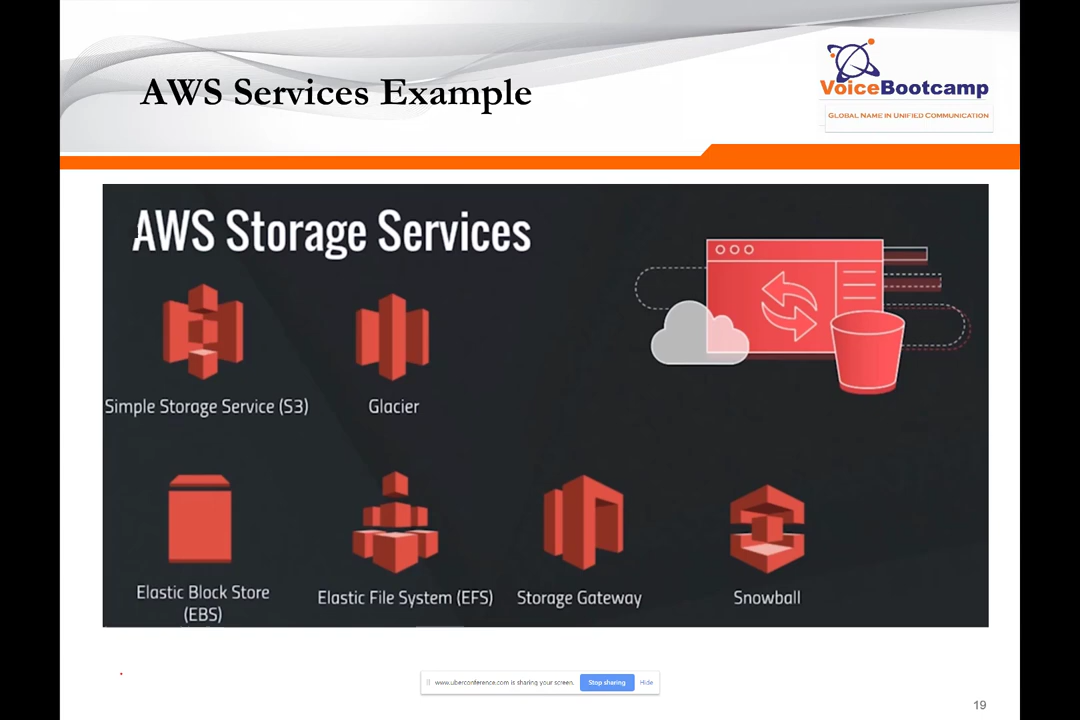 AWS Services Example
VoiceBootcamp
GLOBAL NAME IN UNIFIED COMMUNICATION
AWS Storage Services
Simple Storage Service (S3)
Glacier
Elastic Block Store
(EBS)
Elastic File System (EFS)
Storage Gateway
Snowball
www.uberconference.com is sharing your screen.
Stop sharing
Hide
19